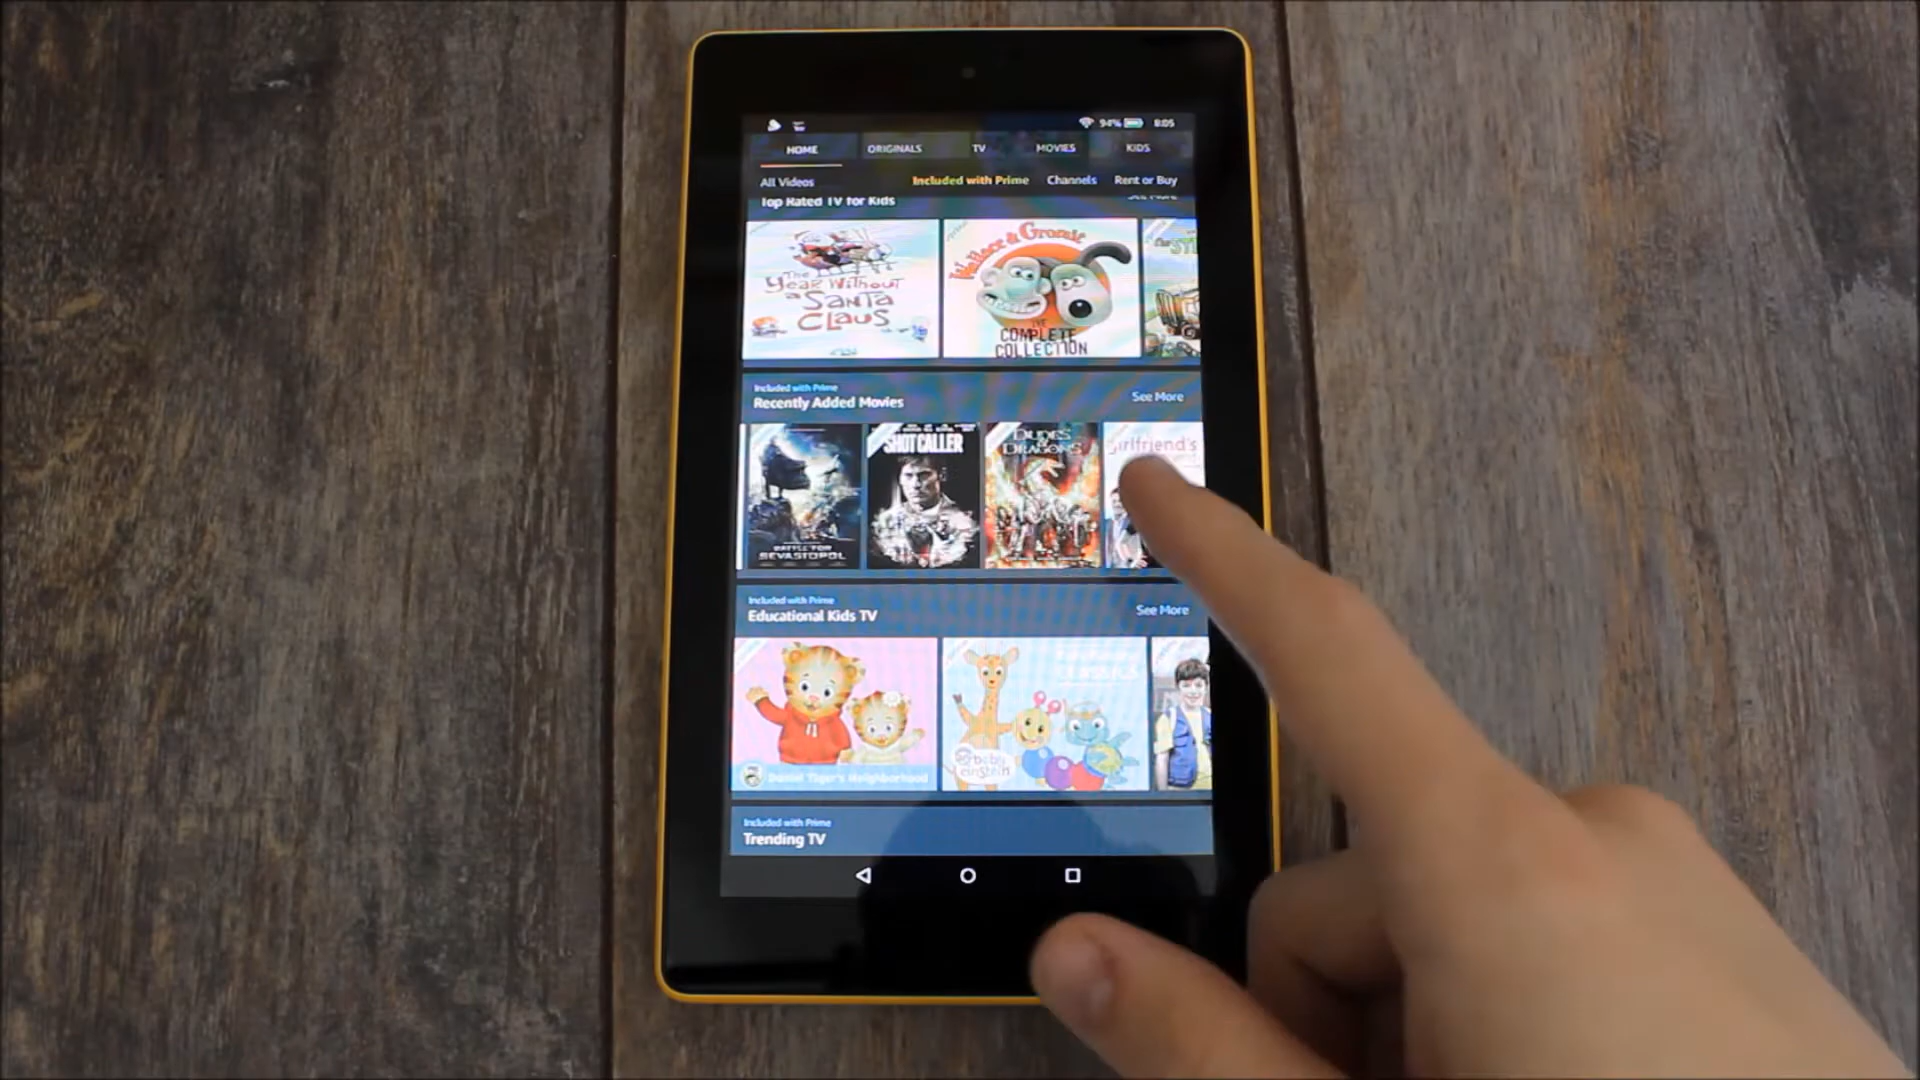 94% 8:05
HOME ORIGINALS TV MOVIES KIDS
All Videos Included with Prime Channels Rent or Buy
Top Rated TV for Kids See More
The Year Without a Santa Claus
Wallace & Gromit
THE COMPLETE COLLECTION
Included with Prime
Recently Added Movies See More
BATTLE FOR SEVASTOPOL
SHOT CALLER
DUDES & DRAGONS
Girlfriend's
Included with Prime
Educational Kids TV See More
Daniel Tiger's Neighborhood
baby einstein
CLASSICS
Included with Prime
Trending TV